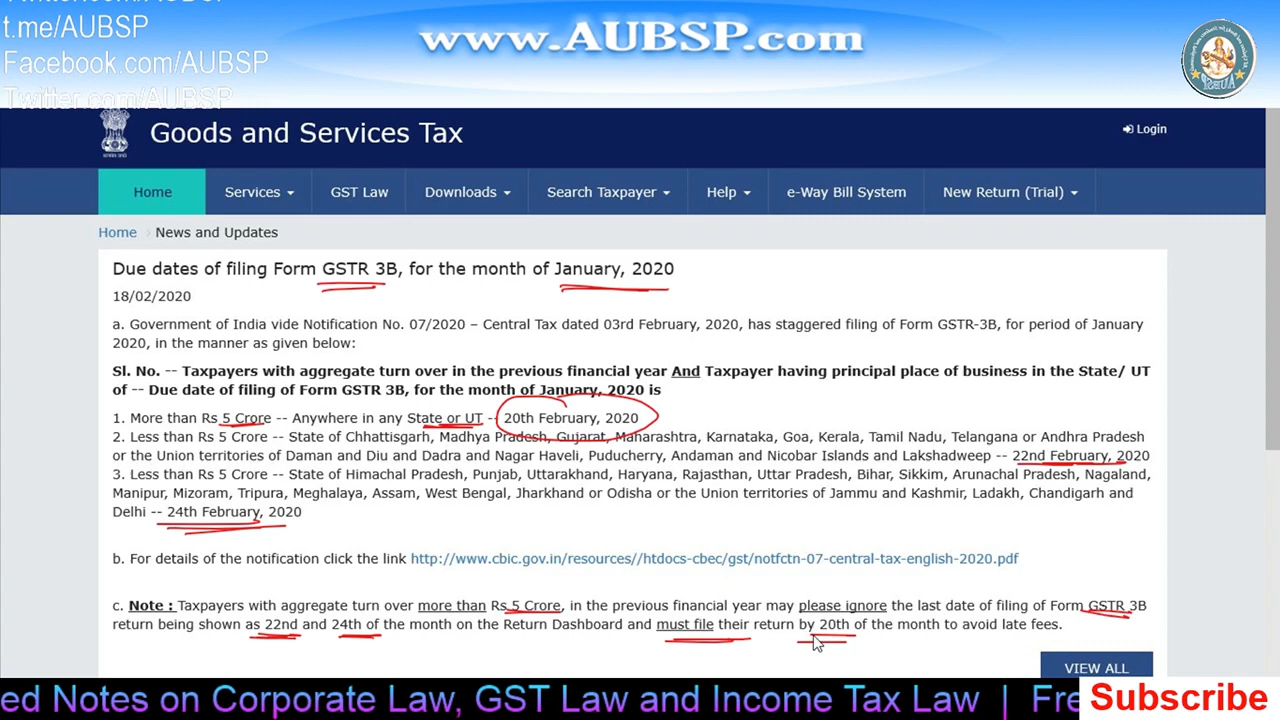 Twitter.com/AUBSP
t.me/AUBSP
Facebook.com/AUBSP
Twitter.com/AUBSP
www.AUBSP.com
AUBSP
Goods and Services Tax
Login
Home
Services
GST Law
Downloads
Search Taxpayer
Help
e-Way Bill System
New Return (Trial)
Home > News and Updates
Due dates of filing Form GSTR 3B, for the month of January, 2020
18/02/2020
a. Government of India vide Notification No. 07/2020 – Central Tax dated 03rd February, 2020, has staggered filing of Form GSTR-3B, for period of January
2020, in the manner as given below:
Sl. No. -- Taxpayers with aggregate turn over in the previous financial year And Taxpayer having principal place of business in the State/ UT
of -- Due date of filing of Form GSTR 3B, for the month of January, 2020 is
1. More than Rs 5 Crore -- Anywhere in any State or UT -- 20th February, 2020
2. Less than Rs 5 Crore -- State of Chhattisgarh, Madhya Pradesh, Gujarat, Maharashtra, Karnataka, Goa, Kerala, Tamil Nadu, Telangana or Andhra Pradesh
or the Union territories of Daman and Diu and Dadra and Nagar Haveli, Puducherry, Andaman and Nicobar Islands and Lakshadweep -- 22nd February, 2020
3. Less than Rs 5 Crore -- State of Himachal Pradesh, Punjab, Uttarakhand, Haryana, Rajasthan, Uttar Pradesh, Bihar, Sikkim, Arunachal Pradesh, Nagaland,
Manipur, Mizoram, Tripura, Meghalaya, Assam, West Bengal, Jharkhand or Odisha or the Union territories of Jammu and Kashmir, Ladakh, Chandigarh and
Delhi -- 24th February, 2020
b. For details of the notification click the link http://www.cbic.gov.in/resources//htdocs-cbec/gst/notfctn-07-central-tax-english-2020.pdf
c. Note : Taxpayers with aggregate turn over more than Rs 5 Crore, in the previous financial year may please ignore the last date of filing of Form GSTR 3B
return being shown as 22nd and 24th of the month on the Return Dashboard and must file their return by 20th of the month to avoid late fees.
VIEW ALL
ed Notes on Corporate Law, GST Law and Income Tax Law | Fre
Subscribe